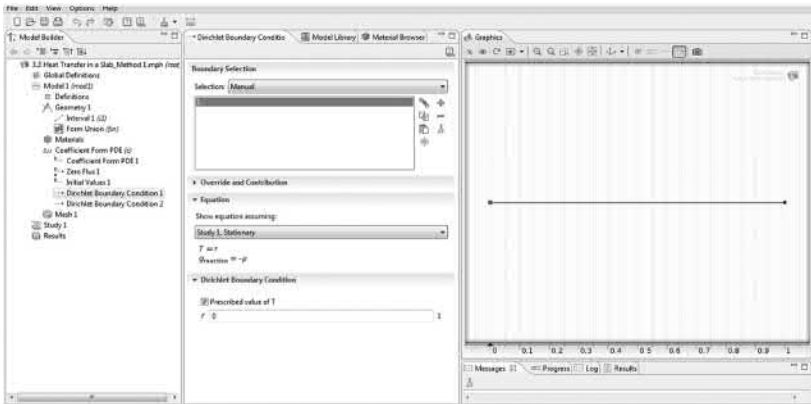 File Edit View Options Help
Model Builder
3.2 Heat Transfer in a Slab_Method 1.mph (root
Global Definitions
Model 1 (mod1)
Definitions
Geometry 1
Interval 1 (i1)
Form Union (fin)
Materials
Coefficient Form PDE (c)
Coefficient Form PDE 1
Zero Flux 1
Initial Values 1
Dirichlet Boundary Condition 1
Dirichlet Boundary Condition 2
Mesh 1
Study 1
Results
Dirichlet Boundary Conditio
Model Library
Material Browser
Boundary Selection
Selection: Manual
Override and Contribution
Equation
Show equation assuming:
Study 1, Stationary
T = r
g reaction = -μ
Dirichlet Boundary Condition
Prescribed value of T
r 0 1
Graphics
0 0.1 0.2 0.3 0.4 0.5 0.6 0.7 0.8 0.9 1
Messages Progress Log Results